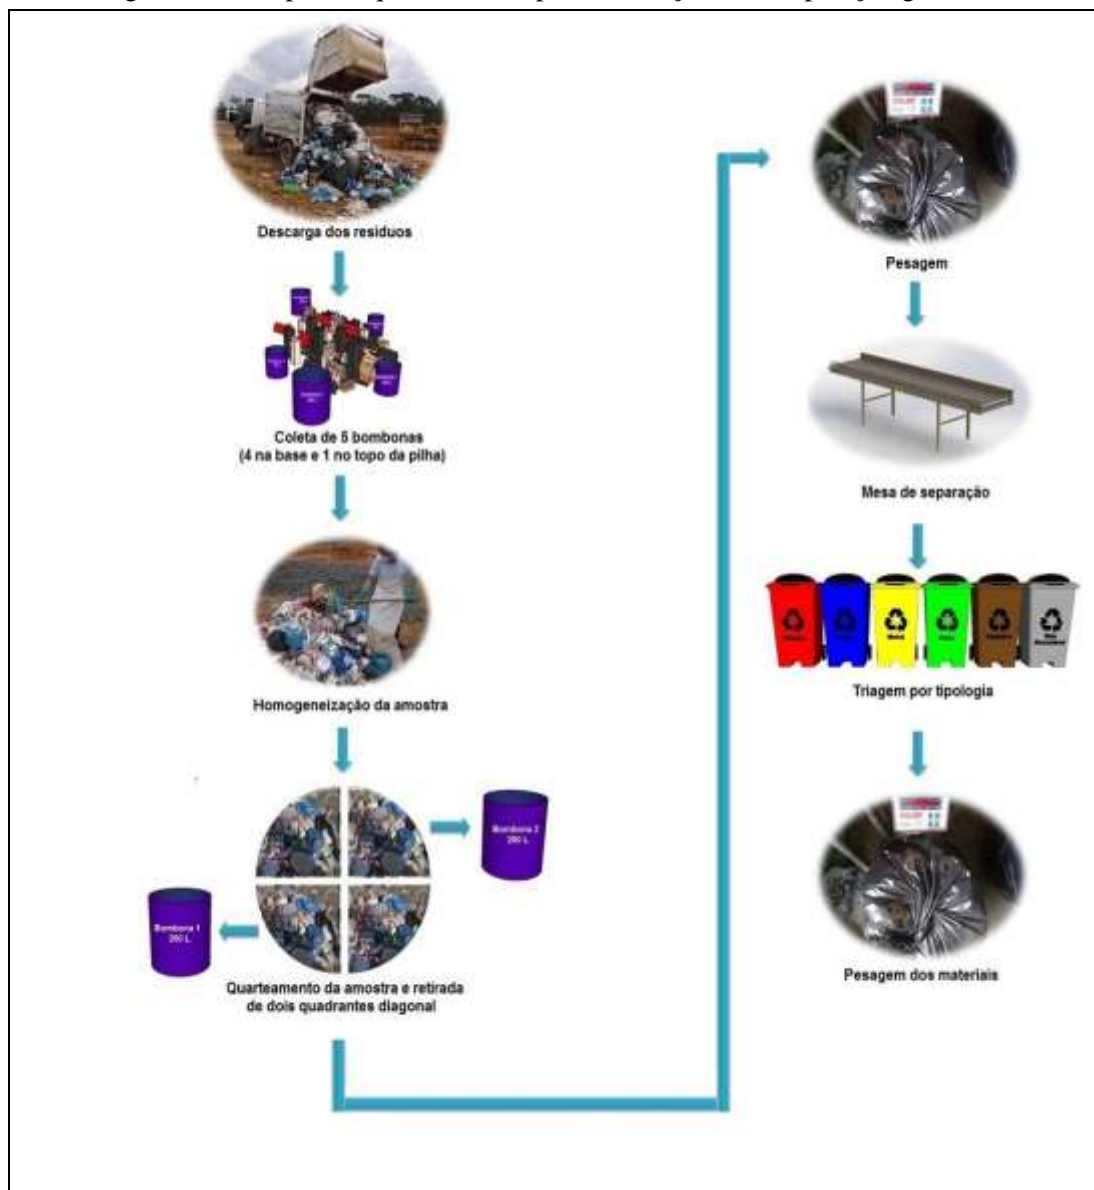 Descarga dos resíduos
Coleta de 5 bombonas
(4 na base e 1 no topo da pilha)
Homogeneização da amostra
Bombona 2
200 L
Bombona 1
200 L
Quarteamento da amostra e retirada
de dois quadrantes diagonal
Pesagem
Mesa de separação
Metal
Triagem por tipologia
Pesagem dos materiais